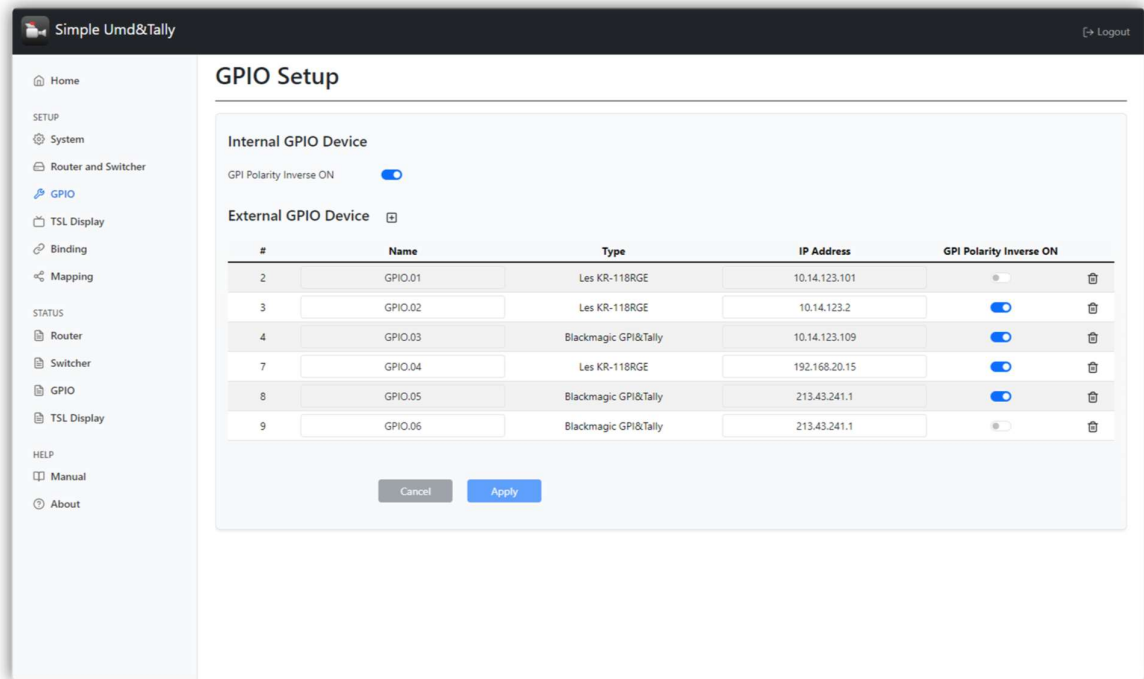 Simple Umd&Tally
Logout
Home
SETUP
System
Router and Switcher
GPIO
TSL Display
Binding
Mapping
STATUS
Router
Switcher
GPIO
TSL Display
HELP
Manual
About
GPIO Setup
Internal GPIO Device
GPI Polarity Inverse ON
External GPIO Device
# Name Type IP Address GPI Polarity Inverse ON
2 GPIO.01 Les KR-118RGE 10.14.123.101
3 GPIO.02 Les KR-118RGE 10.14.123.2
4 GPIO.03 Blackmagic GPI&Tally 10.14.123.109
7 GPIO.04 Les KR-118RGE 192.168.20.15
8 GPIO.05 Blackmagic GPI&Tally 213.43.241.1
9 GPIO.06 Blackmagic GPI&Tally 213.43.241.1
Cancel Apply